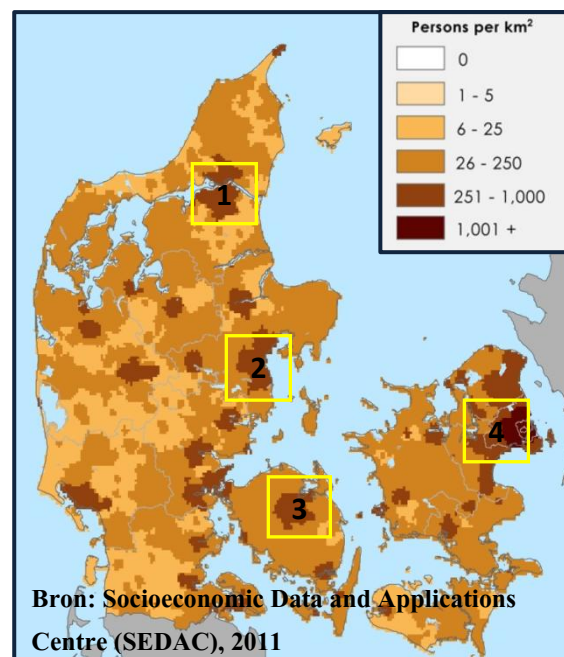 Persons per km²
0
1 - 5
6 - 25
26 - 250
251 - 1,000
1,001 +
1
2
4
3
Bron: Socioeconomic Data and Applications
Centre (SEDAC), 2011